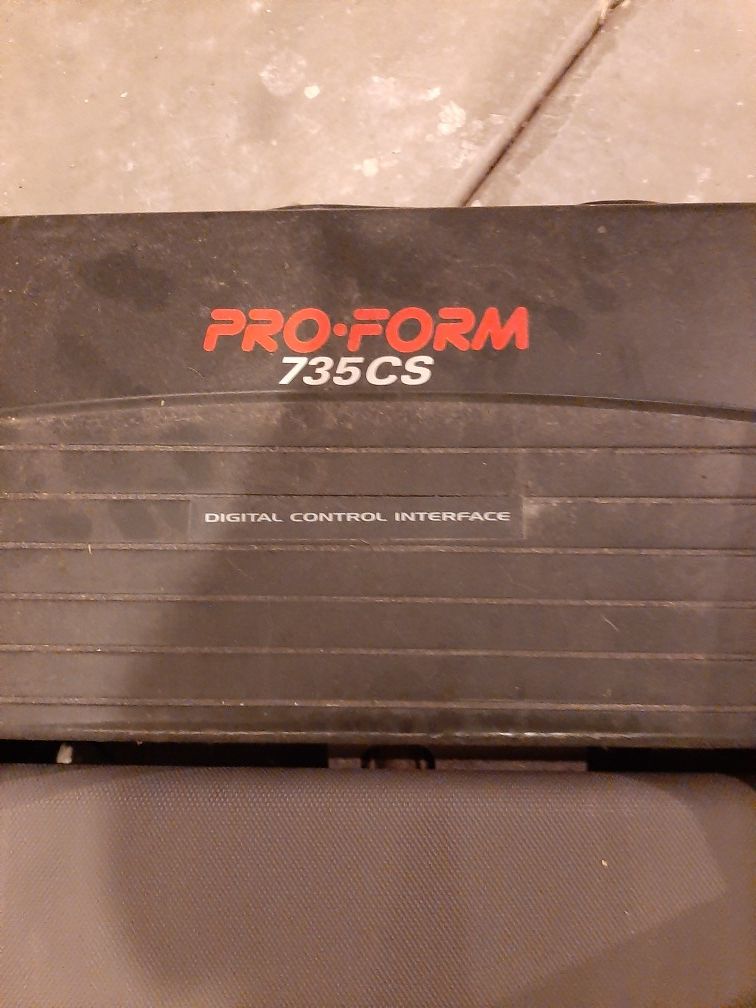 PRO·FORM
735CS
DIGITAL CONTROL INTERFACE